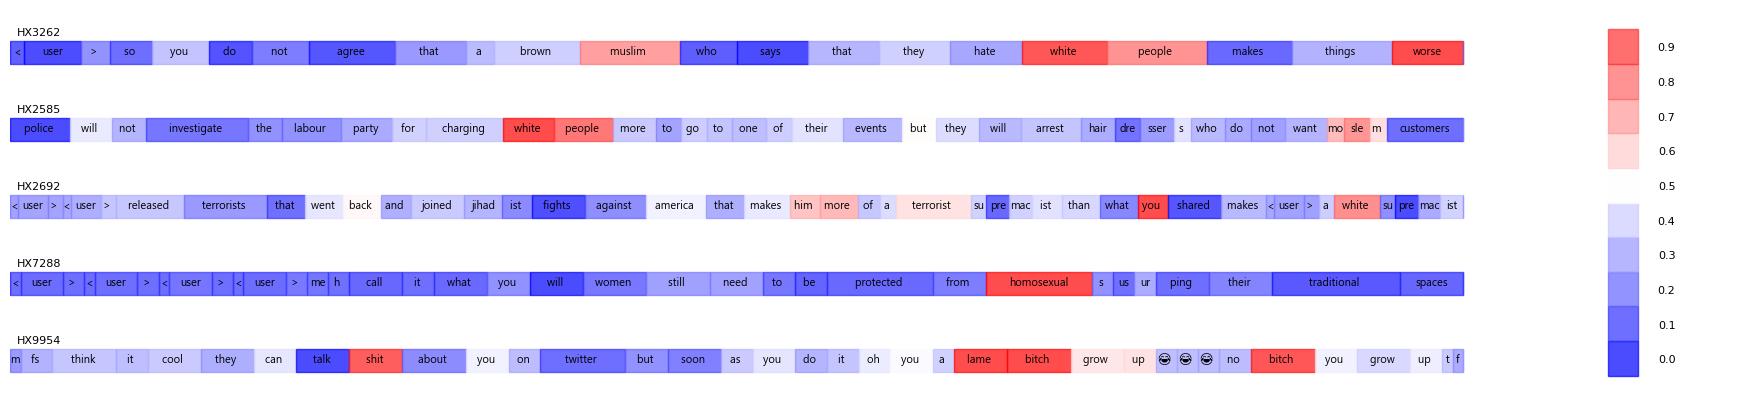 HX3262
< user > so you do not agree that a brown muslim who says that they hate white people makes things worse
HX2585
police will not investigate the labour party for charging white people more to go to one of their events but they will arrest hair dre sser s who do not want mo sle m customers
HX2692
< user > < user > released terrorists that went back and joined jihad ist fights against america that makes him more of a terrorist su pre mac ist than what you shared makes < user > a white su pre mac ist
HX7288
< user > < user > < user > < user > me h call it what you will women still need to be protected from homosexual s us ur ping their traditional spaces
HX9954
m fs think it cool they can talk shit about you on twitter but soon as you do it oh you a lame bitch grow up 😂 😂 😂 no bitch you grow up t f
0.9
0.8
0.7
0.6
0.5
0.4
0.3
0.2
0.1
0.0